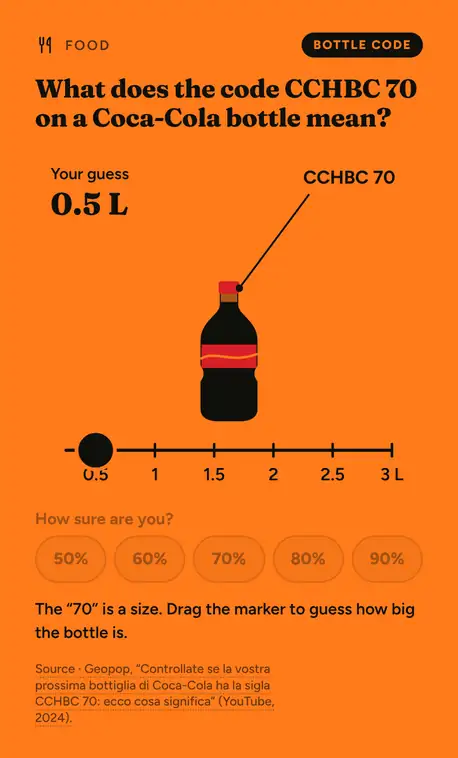 FOOD
BOTTLE CODE
What does the code CCHBC 70
on a Coca-Cola bottle mean?
Your guess
0.5 L
CCHBC 70
0.5 1 1.5 2 2.5 3 L
How sure are you?
50% 60% 70% 80% 90%
The “70” is a size. Drag the marker to guess how big
the bottle is.
Source · Geopop, “Controllate se la vostra
prossima bottiglia di Coca-Cola ha la sigla
CCHBC 70: ecco cosa significa” (YouTube,
2024).